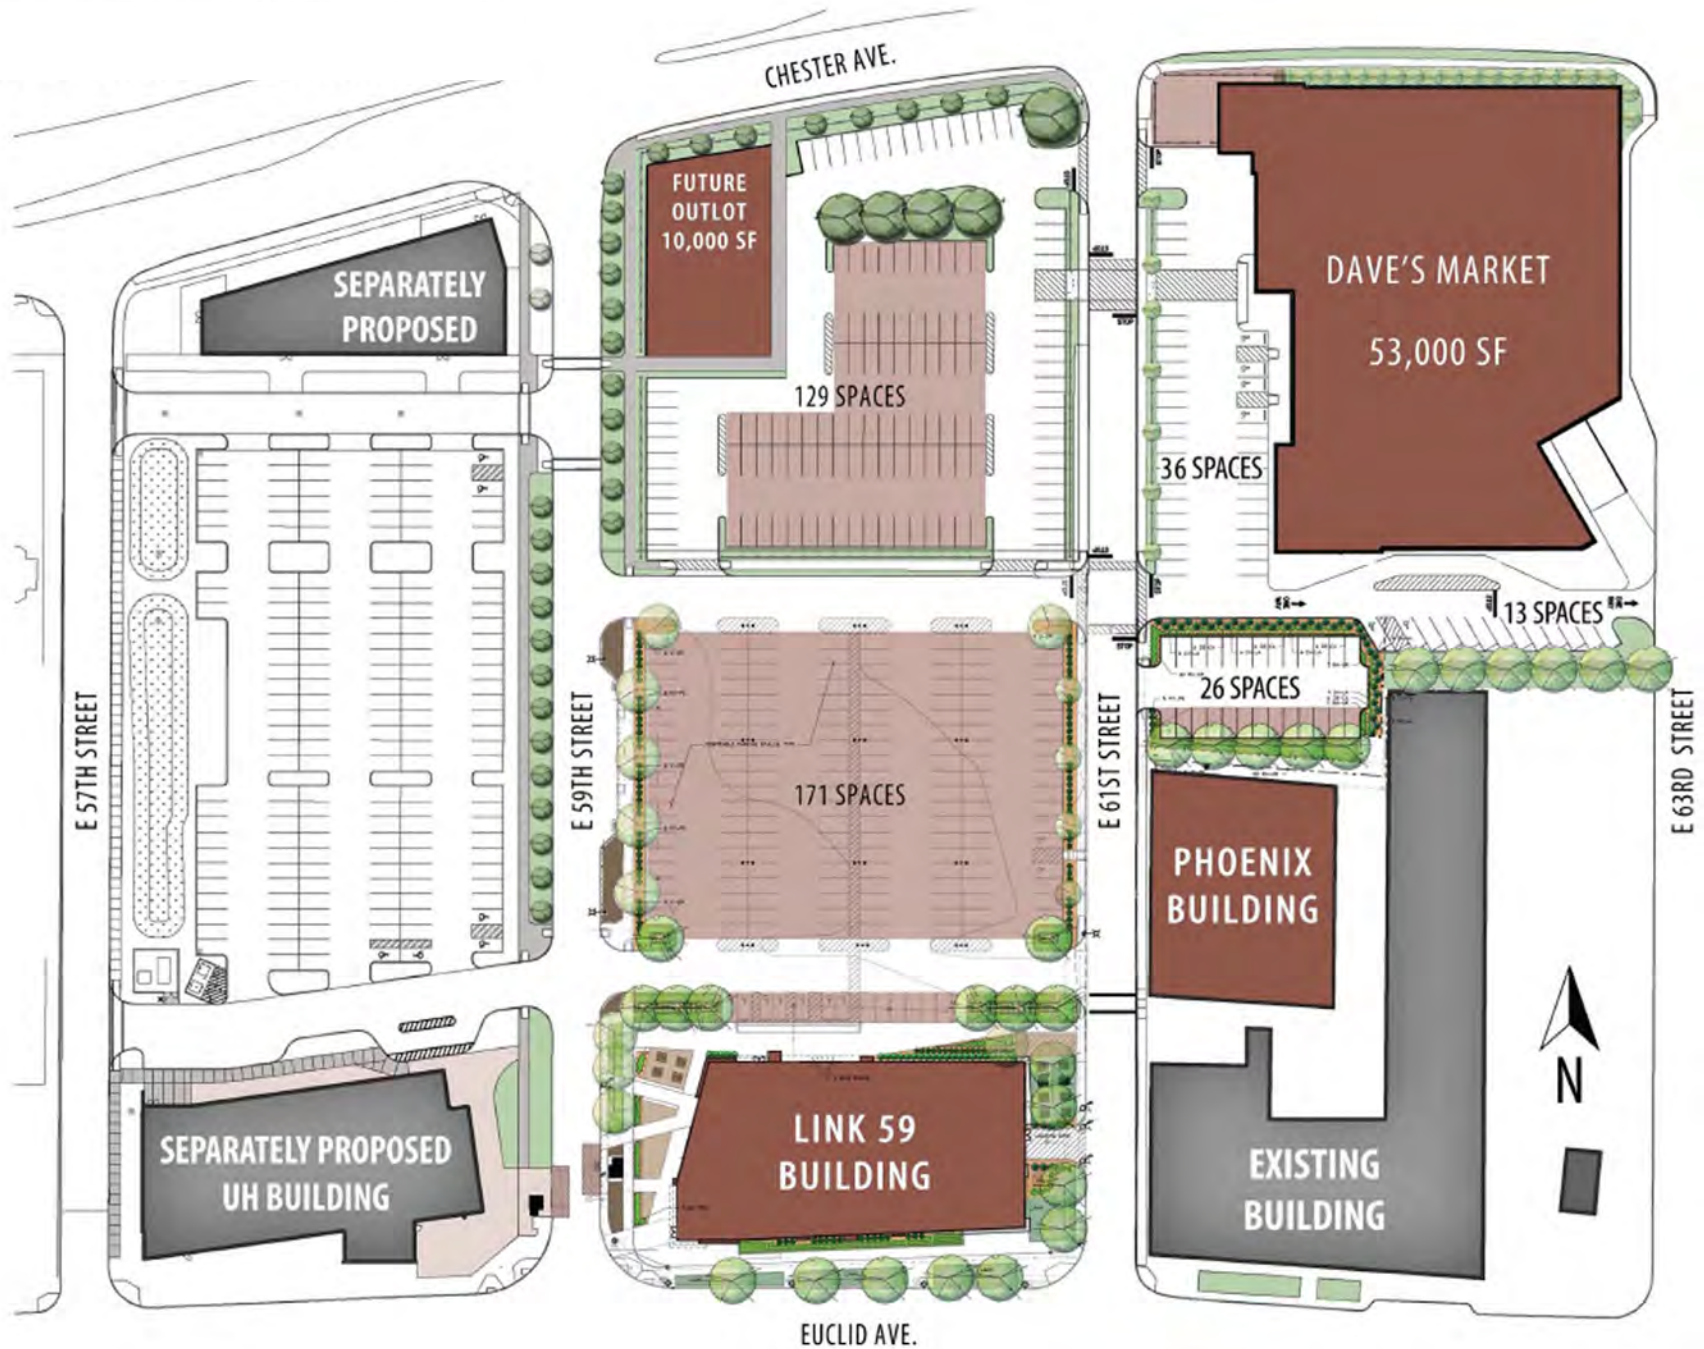 CHESTER AVE.
FUTURE
OUTLOT
10,000 SF
SEPARATELY
PROPOSED
DAVE'S MARKET
53,000 SF
129 SPACES
36 SPACES
STOP
13 SPACES
26 SPACES
E 57TH STREET
E 59TH STREET
E 61ST STREET
E 63RD STREET
171 SPACES
PHOENIX
BUILDING
N
LINK 59
BUILDING
SEPARATELY PROPOSED
UH BUILDING
EXISTING
BUILDING
EUCLID AVE.